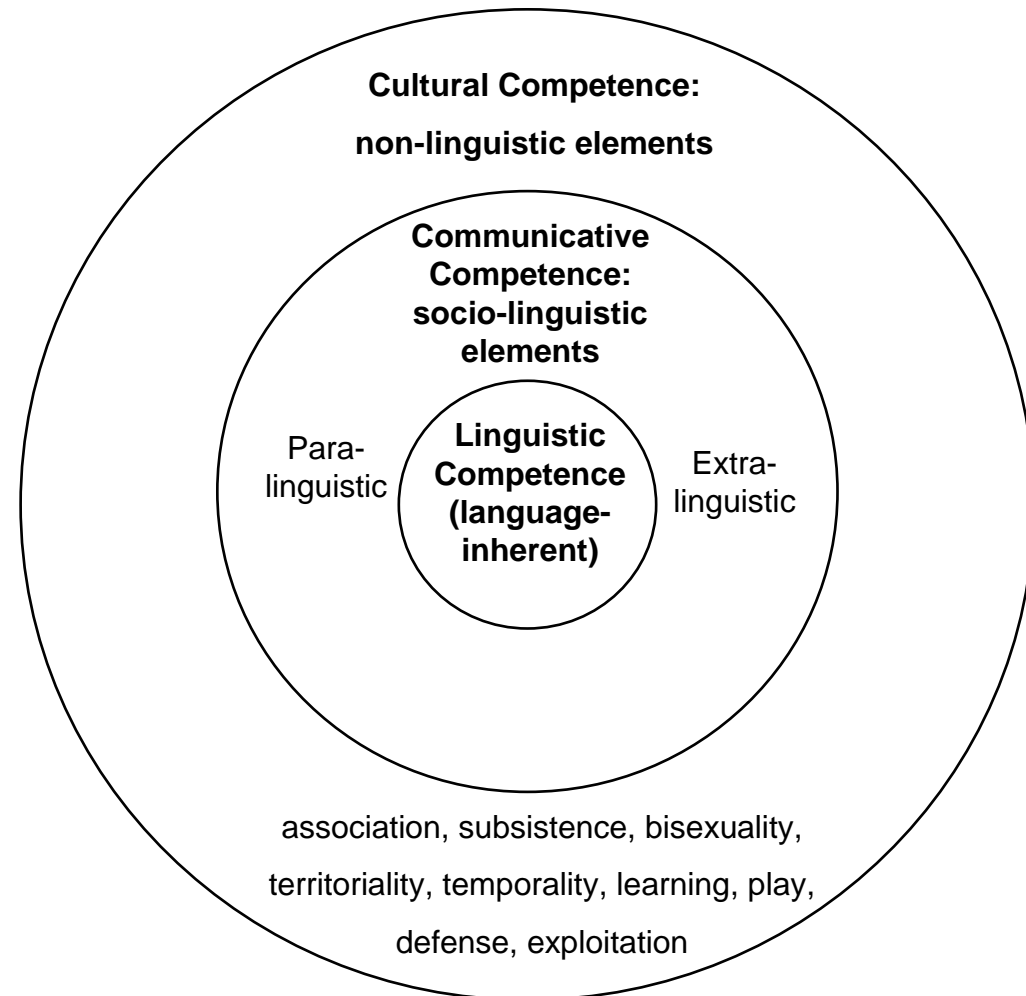 Cultural Competence:
non-linguistic elements
Communicative
Competence:
socio-linguistic
elements
Para-
linguistic
Linguistic
Competence
(language-
inherent)
Extra-
linguistic
association, subsistence, bisexuality,
territoriality, temporality, learning, play,
defense, exploitation